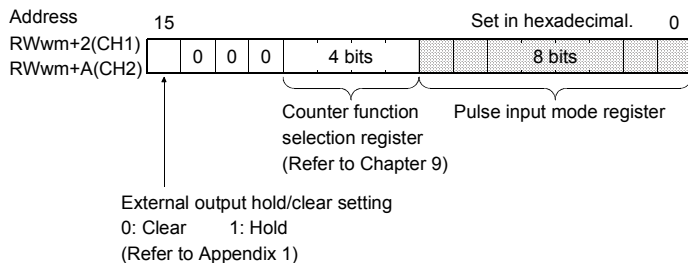 Address
15 Set in hexadecimal. 0
RWwm+2(CH1)
RWwm+A(CH2)
0 0 0 4 bits 8 bits
Counter function
selection register
(Refer to Chapter 9)
Pulse input mode register
External output hold/clear setting
0: Clear 1: Hold
(Refer to Appendix 1)